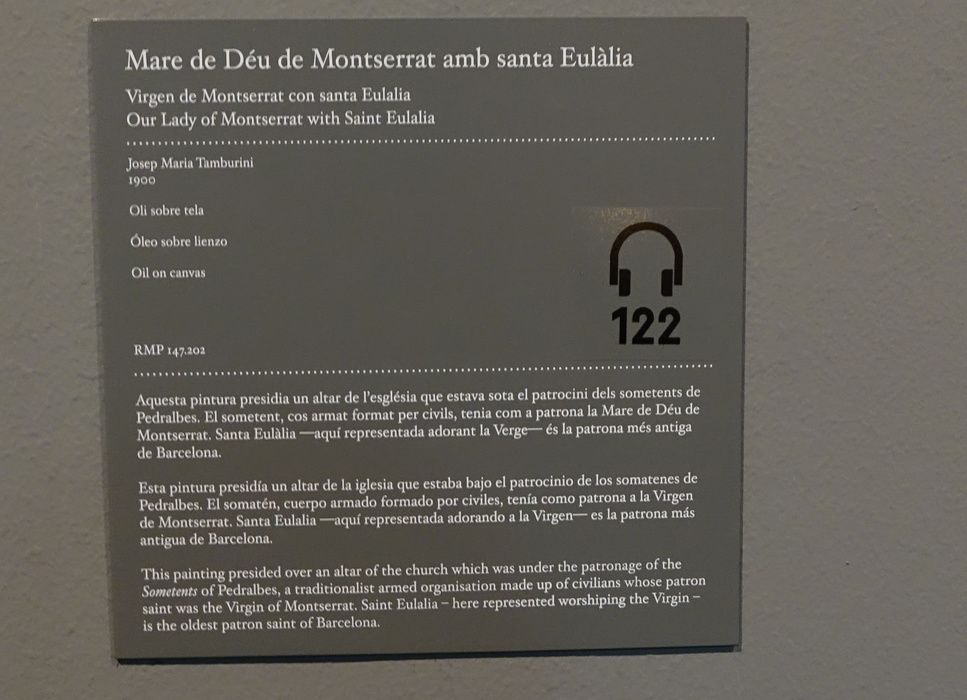 Mare de Déu de Montserrat amb santa Eulàlia
Virgen de Montserrat con santa Eulalia
Our Lady of Montserrat with Saint Eulalia
Josep Maria Tamburini
1900
Oli sobre tela
Óleo sobre lienzo
Oil on canvas
122
RMP 147.202
Aquesta pintura presidia un altar de l'església que estava sota el patrocini dels sometents de
Pedralbes. El sometent, cos armat format per civils, tenia com a patrona la Mare de Déu de
Montserrat. Santa Eulàlia —aquí representada adorant la Verge— és la patrona més antiga
de Barcelona.
Esta pintura presidía un altar de la iglesia que estaba bajo el patrocinio de los somatenes de
Pedralbes. El somatén, cuerpo armado formado por civiles, tenía como patrona a la Virgen
de Montserrat. Santa Eulalia —aquí representada adorando a la Virgen— es la patrona más
antigua de Barcelona.
This painting presided over an altar of the church which was under the patronage of the
Sometents of Pedralbes, a traditionalist armed organisation made up of civilians whose patron
saint was the Virgin of Montserrat. Saint Eulalia – here represented worshiping the Virgin –
is the oldest patron saint of Barcelona.